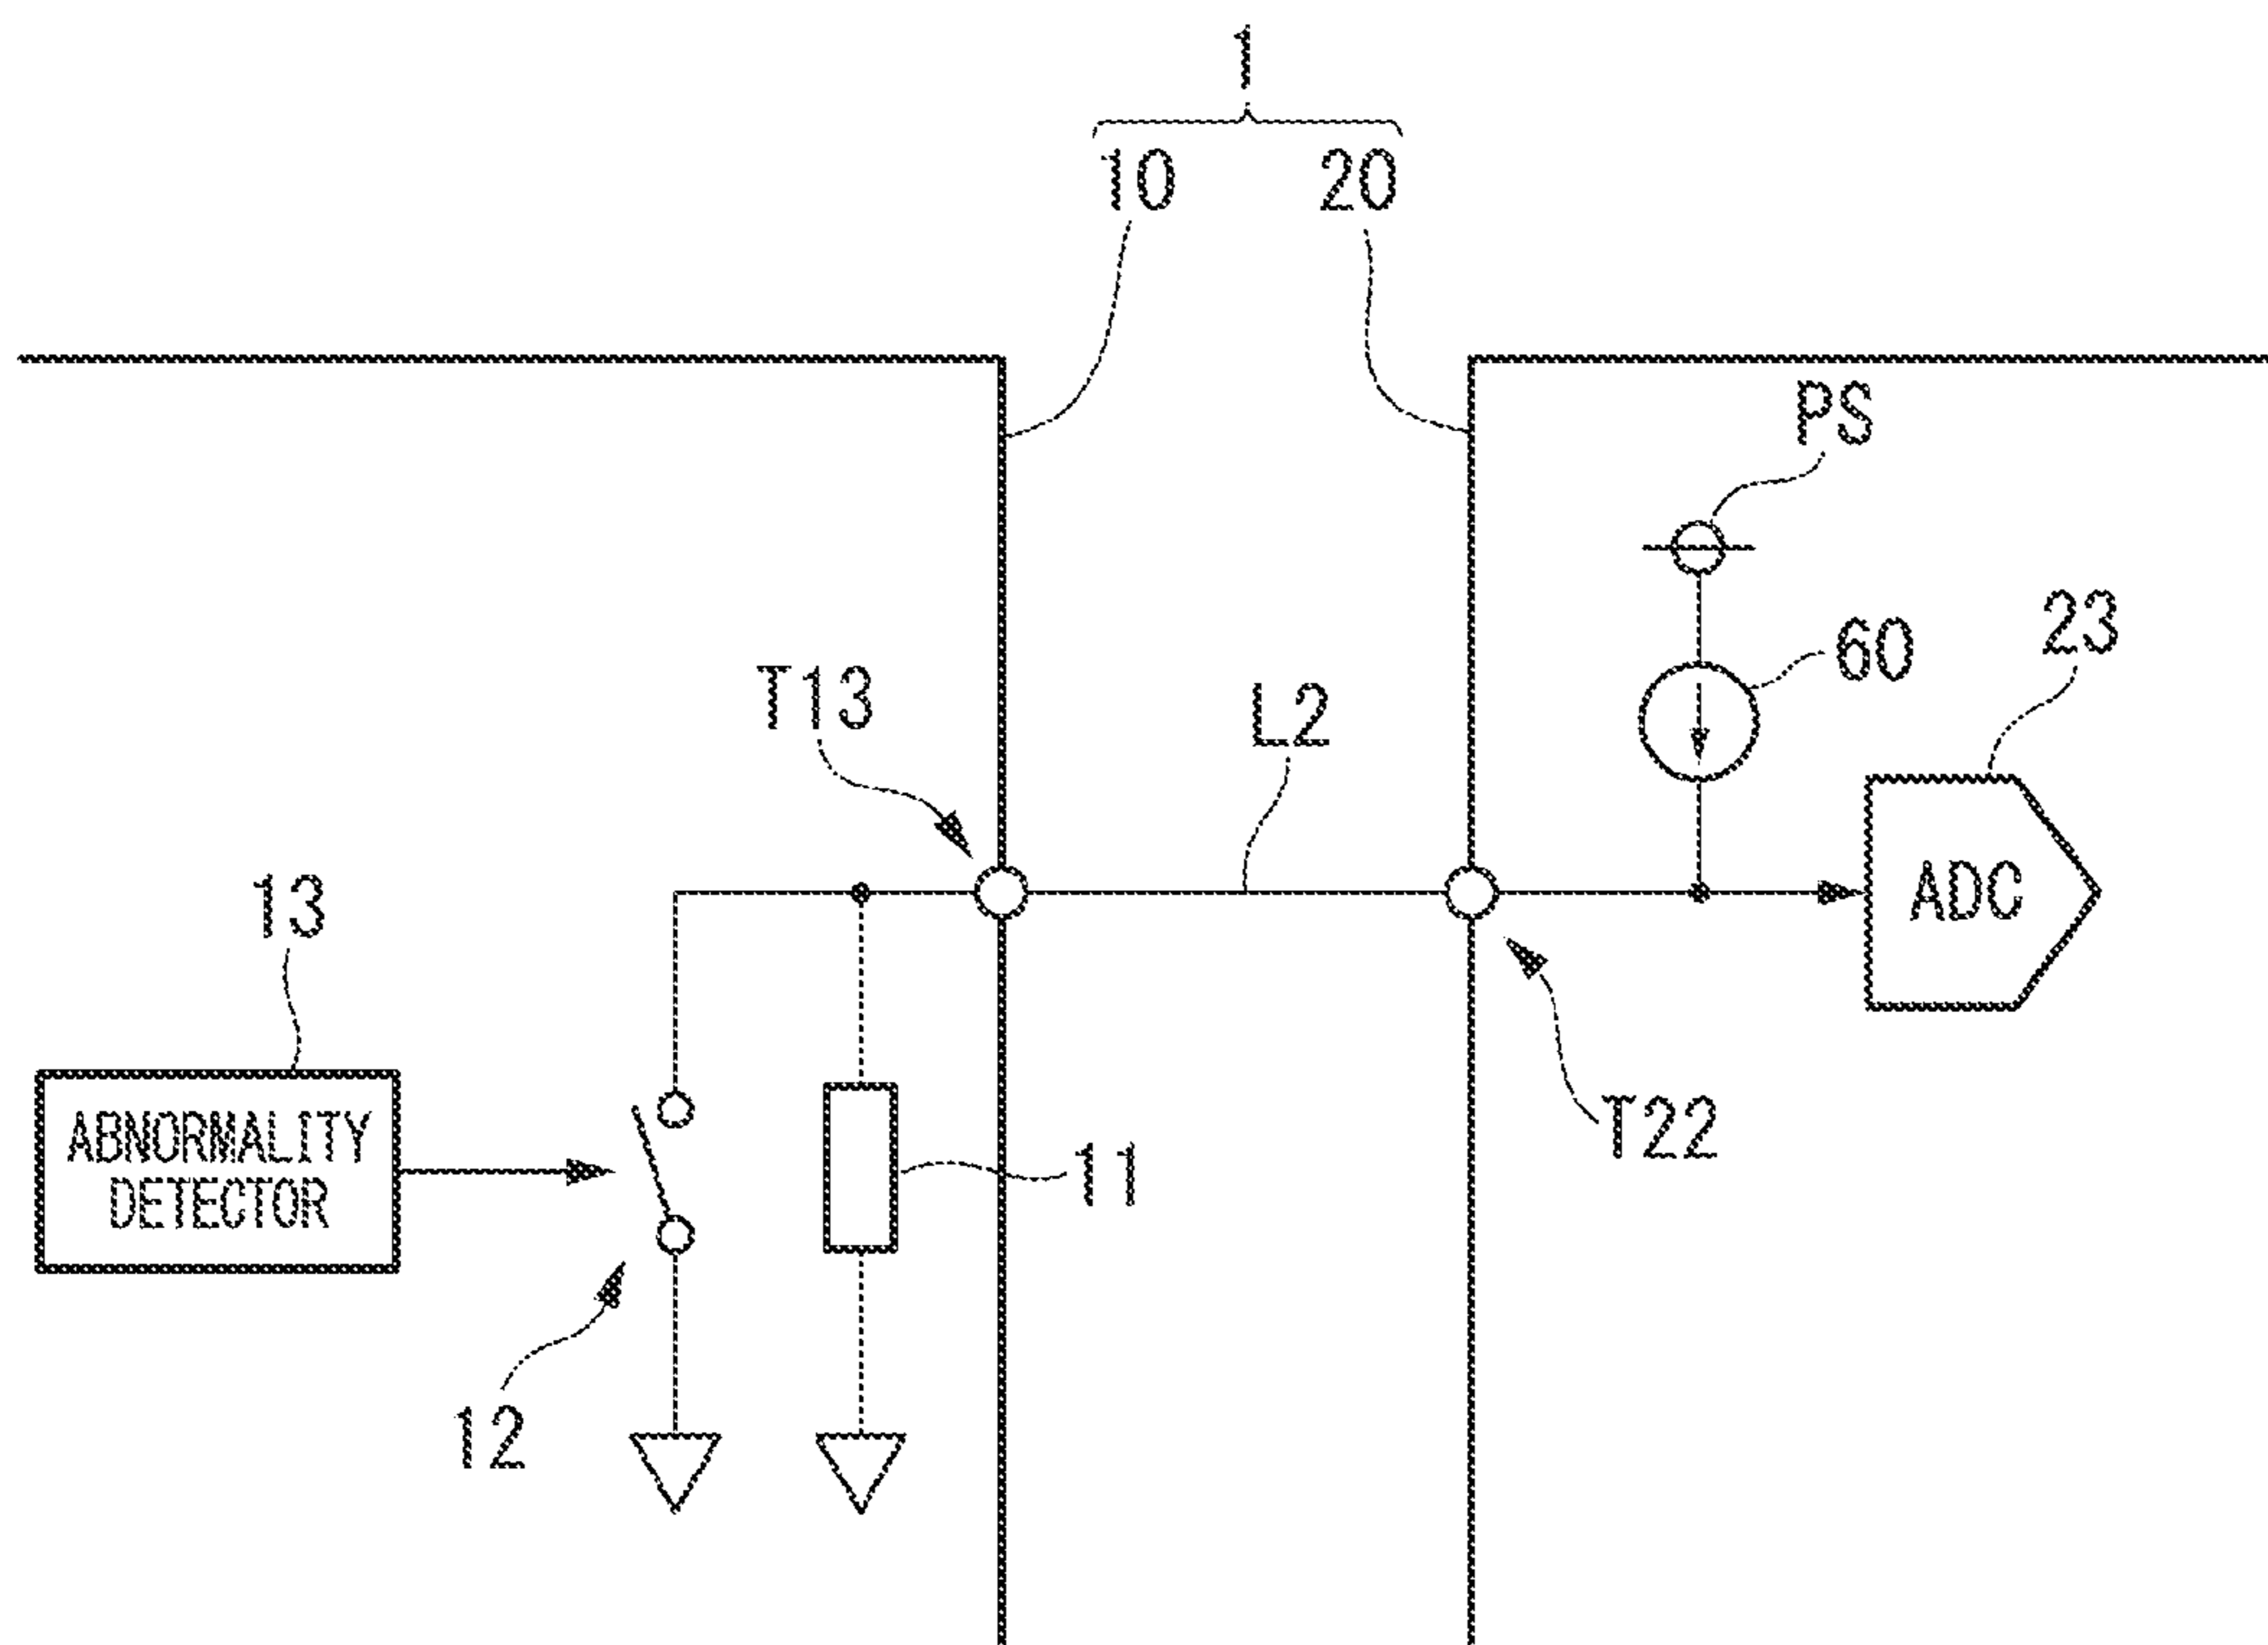 1
10
20
PS
23
60
T13
L2
13
ADC
ABNORMALITY
DETECTOR
11
T22
12